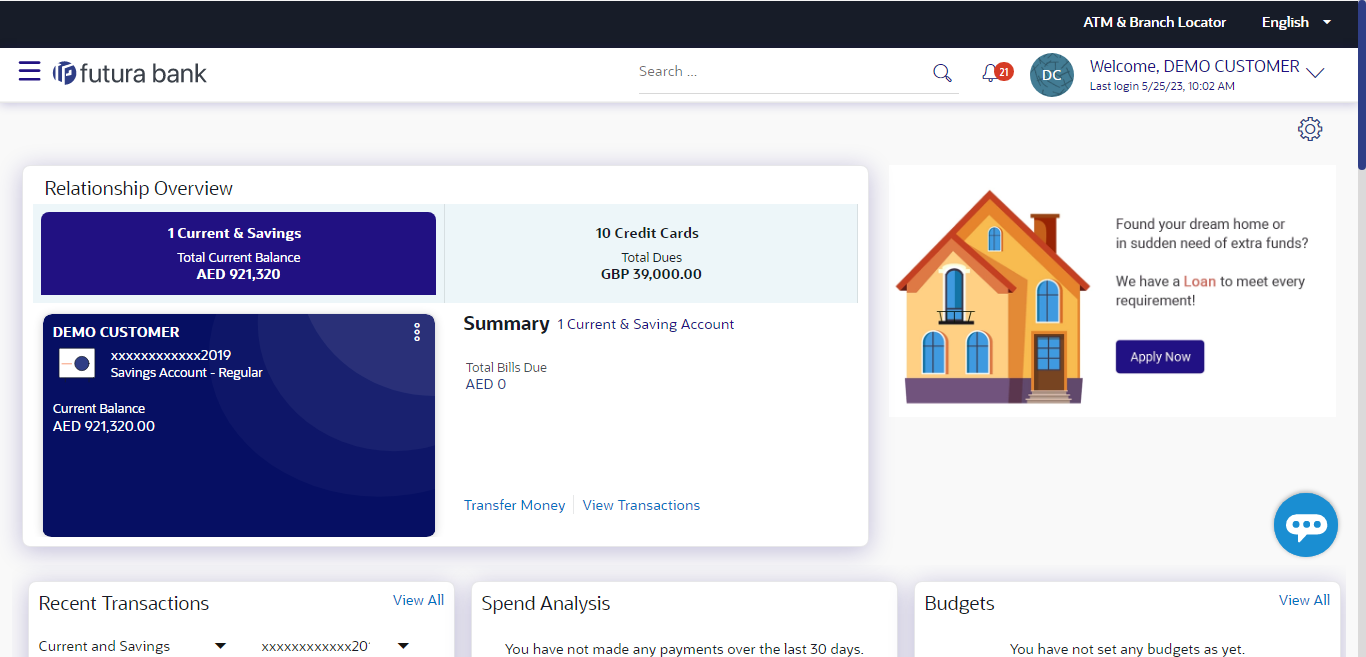 ATM & Branch Locator English
futura bank
Search ...
21
DC
Welcome, DEMO CUSTOMER
Last login 5/25/23, 10:02 AM
Relationship Overview
1 Current & Savings
Total Current Balance
AED 921,320
10 Credit Cards
Total Dues
GBP 39,000.00
DEMO CUSTOMER
xxxxxxxxxxxx2019
Savings Account - Regular
Current Balance
AED 921,320.00
Summary 1 Current & Saving Account
Total Bills Due
AED 0
Transfer Money View Transactions
Found your dream home or
in sudden need of extra funds?
We have a Loan to meet every
requirement!
Apply Now
Recent Transactions View All
Current and Savings xxxxxxxxxxxx20
Spend Analysis
You have not made any payments over the last 30 days.
Budgets View All
You have not set any budgets as yet.